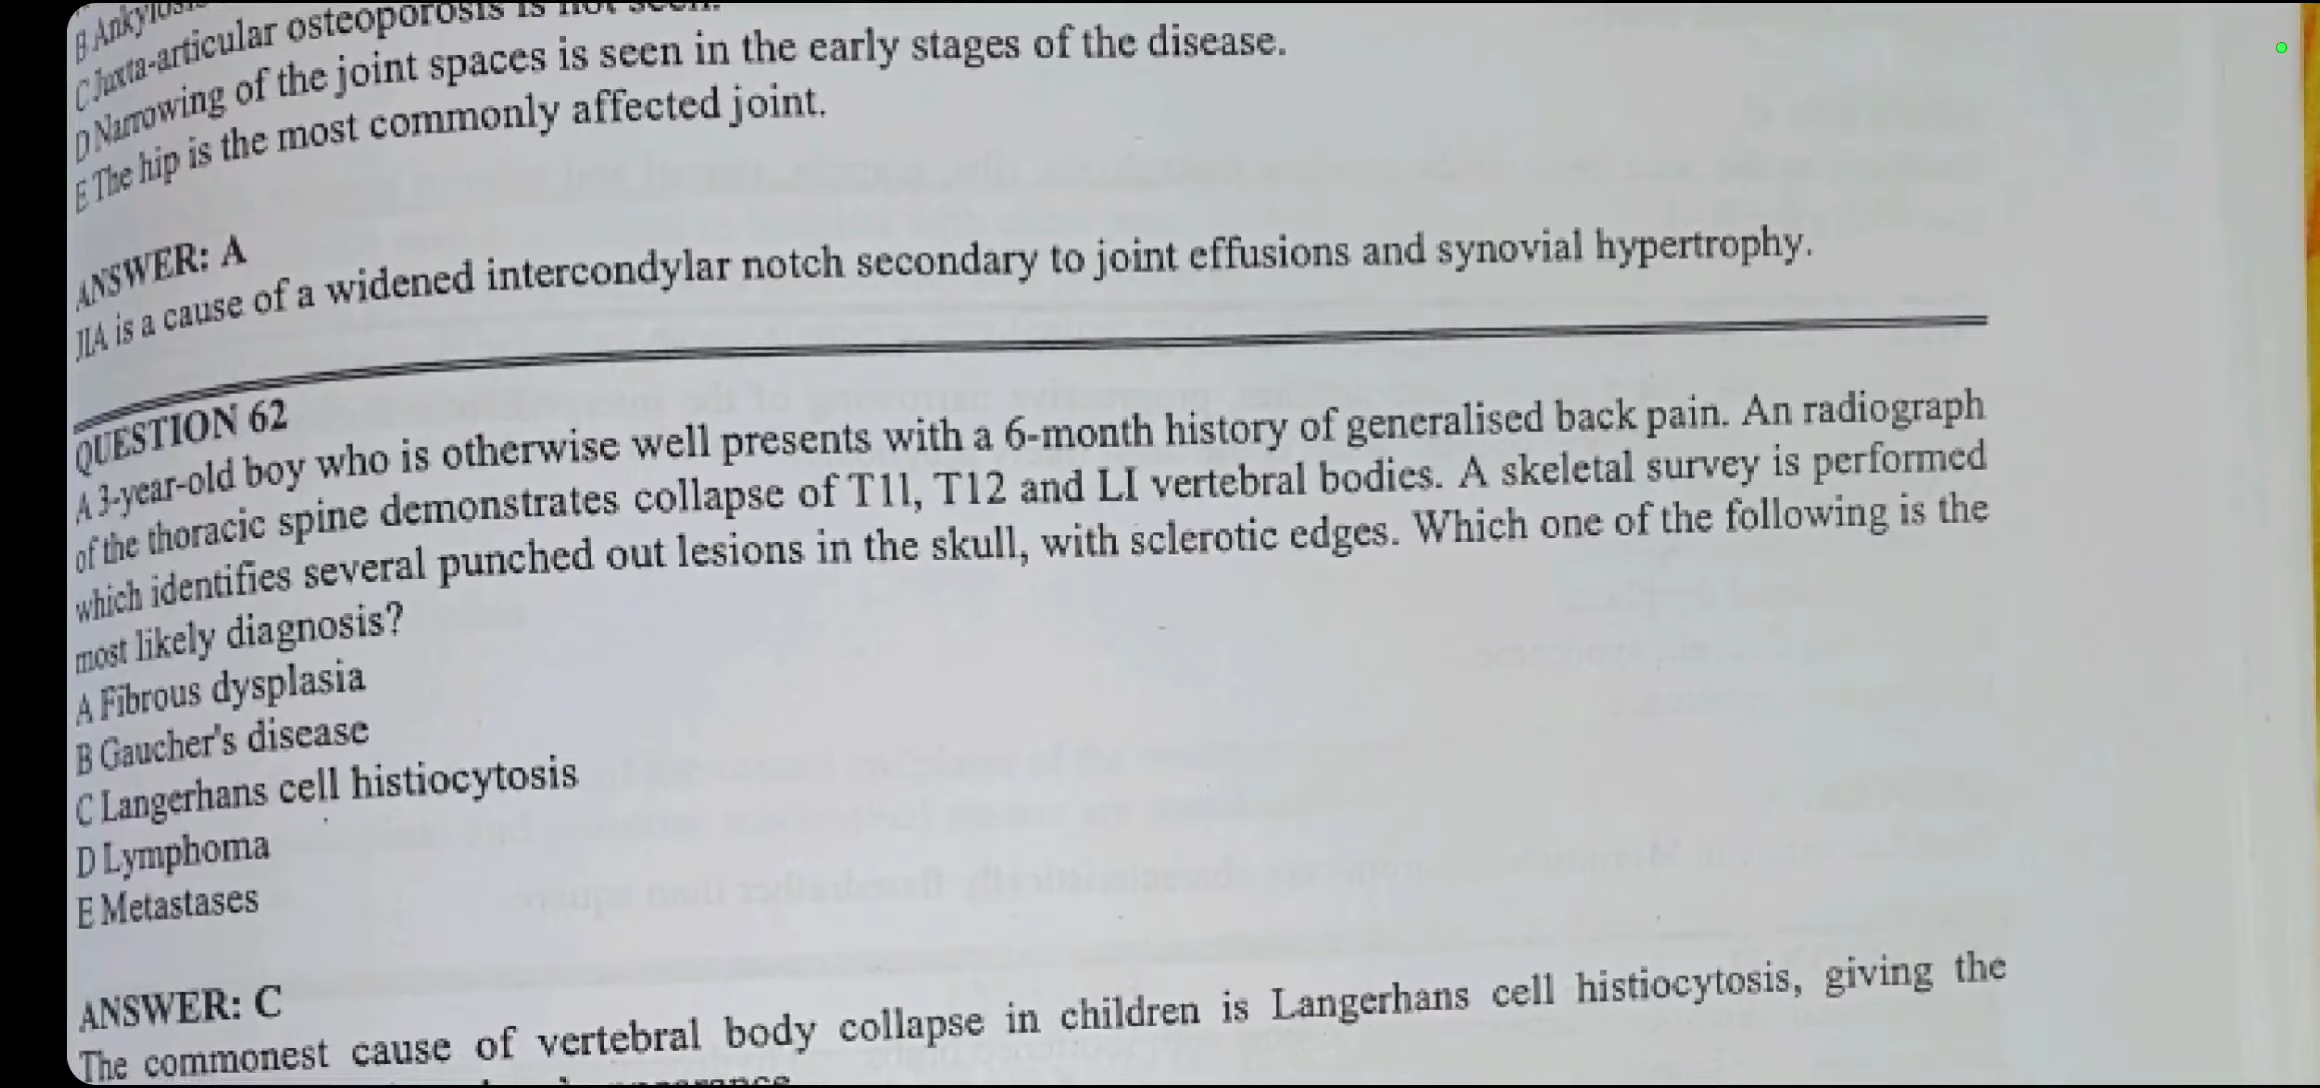 B Ankylosis
C Juxta-articular osteoporosis is not seen.
D Narrowing of the joint spaces is seen in the early stages of the disease.
E The hip is the most commonly affected joint.
ANSWER: A
JIA is a cause of a widened intercondylar notch secondary to joint effusions and synovial hypertrophy.
QUESTION 62
A 3-year-old boy who is otherwise well presents with a 6-month history of generalised back pain. An radiograph
of the thoracic spine demonstrates collapse of T11, T12 and LI vertebral bodies. A skeletal survey is performed
which identifies several punched out lesions in the skull, with sclerotic edges. Which one of the following is the
most likely diagnosis?
A Fibrous dysplasia
B Gaucher's disease
C Langerhans cell histiocytosis
D Lymphoma
E Metastases
ANSWER: C
The commonest cause of vertebral body collapse in children is Langerhans cell histiocytosis, giving the